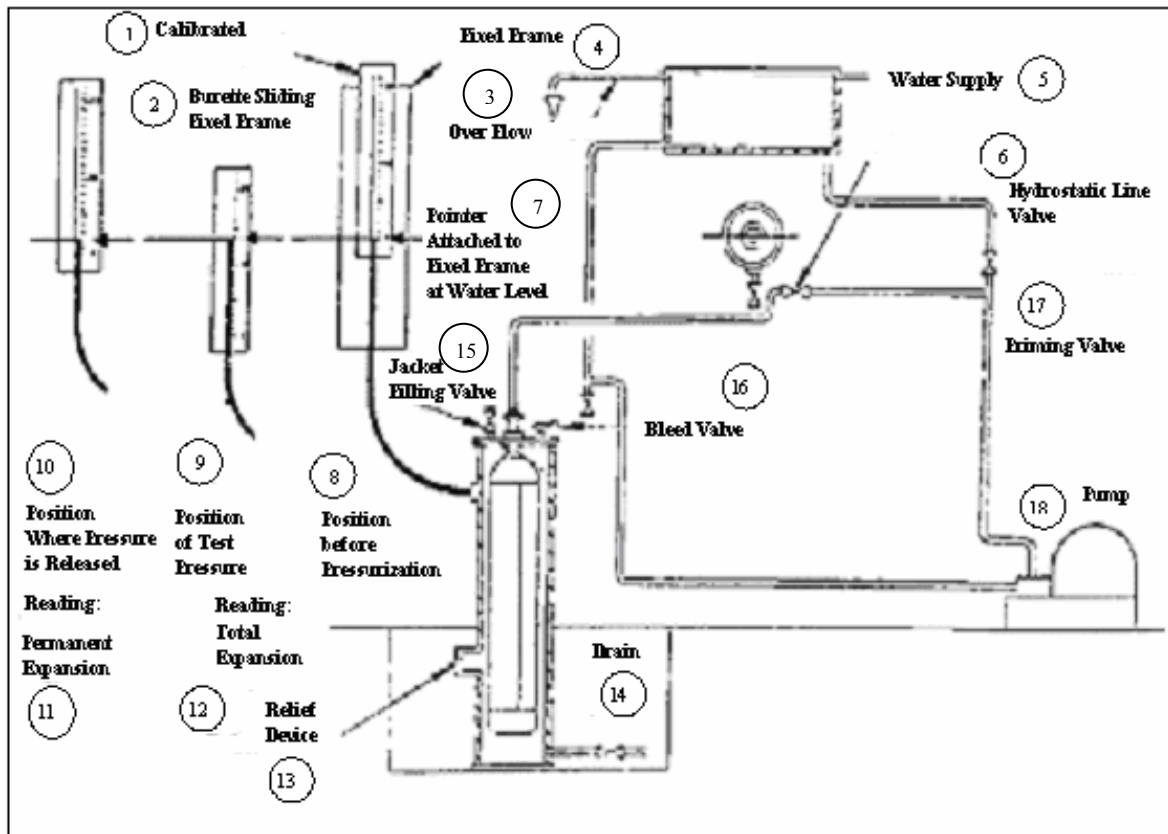 1 Calibrated
2 Burette Sliding
Fixed Frame
Fixed Frame 4
3
Over Flow
Water Supply 5
6
Hydrostatic Line
Valve
7
Pointer
Attached to
Fixed Frame
at Water Level
17
Priming Valve
15
Jacket
Filling Valve
16
Bleed Valve
10
Position
Where Pressure
is Released
Reading:
Permanent
Expansion
11
9
Position
of Test
Pressure
Reading:
Total
Expansion
12
8
Position
before
Pressurization
Relief
Device
13
Drain
14
18
Pump